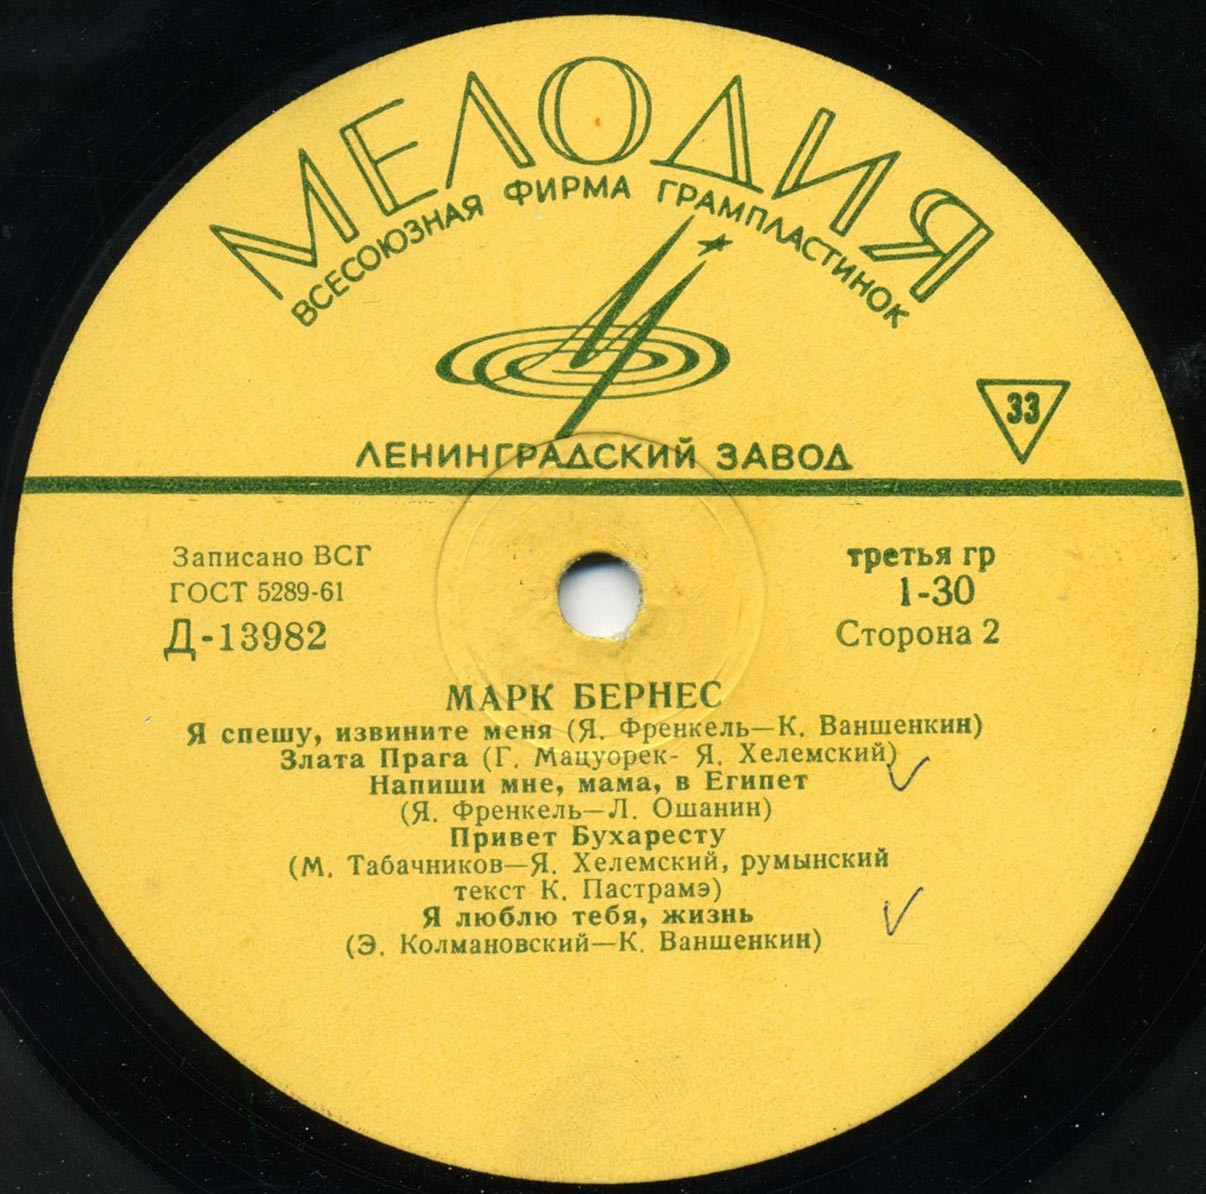 МЕЛОДИЯ
ВСЕСОЮЗНАЯ ФИРМА ГРАМПЛАСТИНОК
33
ЛЕНИНГРАДСКИЙ ЗАВОД
Записано ВСГ
ГОСТ 5289-61
Д-13982
третья гр
1-30
Сторона 2
МАРК БЕРНЕС
Я спешу, извините меня (Я. Френкель—К. Ваншенкин)
Злата Прага (Г. Мацуорек- Я. Хелемский)
Напиши мне, мама, в Египет
(Я. Френкель—Л. Ошанин)
Привет Бухаресту
(М. Табачников—Я. Хелемский, румынский
текст К. Пастрамэ)
Я люблю тебя, жизнь
(Э. Колмановский—К. Ваншенкин)